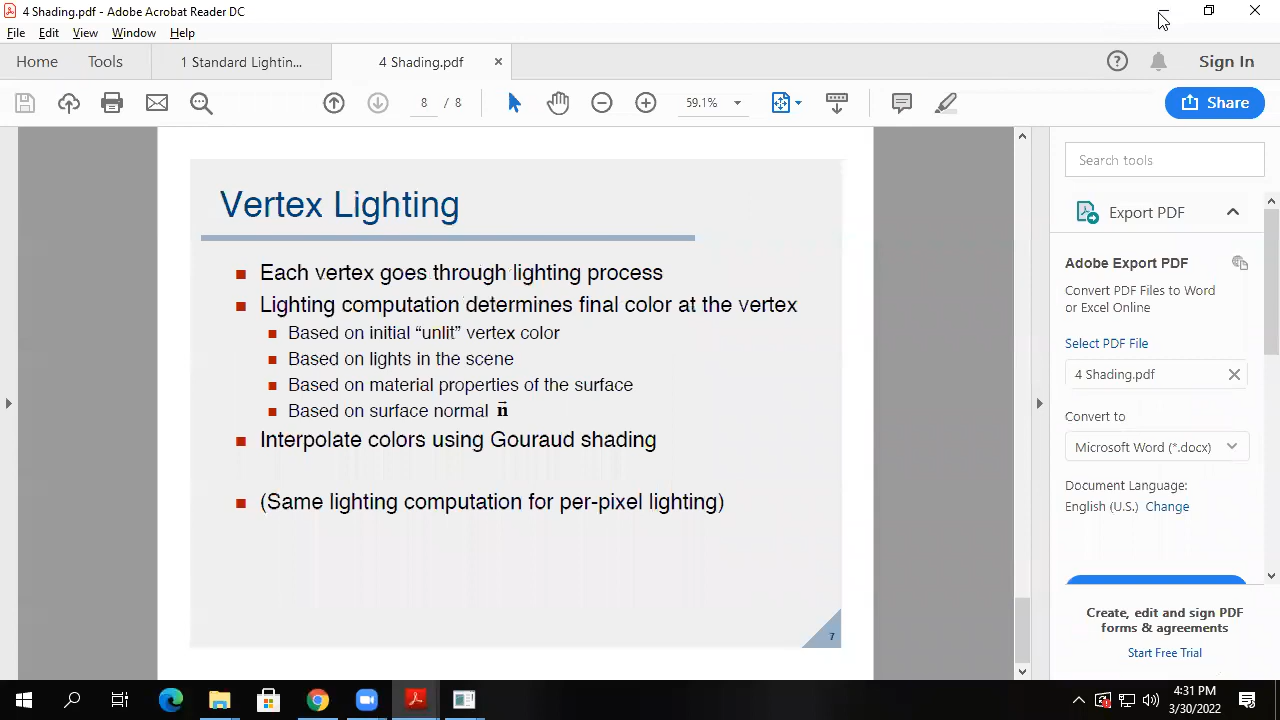 4 Shading.pdf - Adobe Acrobat Reader DC
File Edit View Window Help
Home Tools 1 Standard Lightin... 4 Shading.pdf × Sign In
8 / 8 59.1% Share
Vertex Lighting
Each vertex goes through lighting process
Lighting computation determines final color at the vertex
Based on initial “unlit” vertex color
Based on lights in the scene
Based on material properties of the surface
Based on surface normal n⃗
Interpolate colors using Gouraud shading
(Same lighting computation for per-pixel lighting)
7
Search tools
Export PDF
Adobe Export PDF
Convert PDF Files to Word
or Excel Online
Select PDF File
4 Shading.pdf
Convert to
Microsoft Word (*.docx)
Document Language:
English (U.S.) Change
Create, edit and sign PDF
forms & agreements
Start Free Trial
4:31 PM
3/30/2022